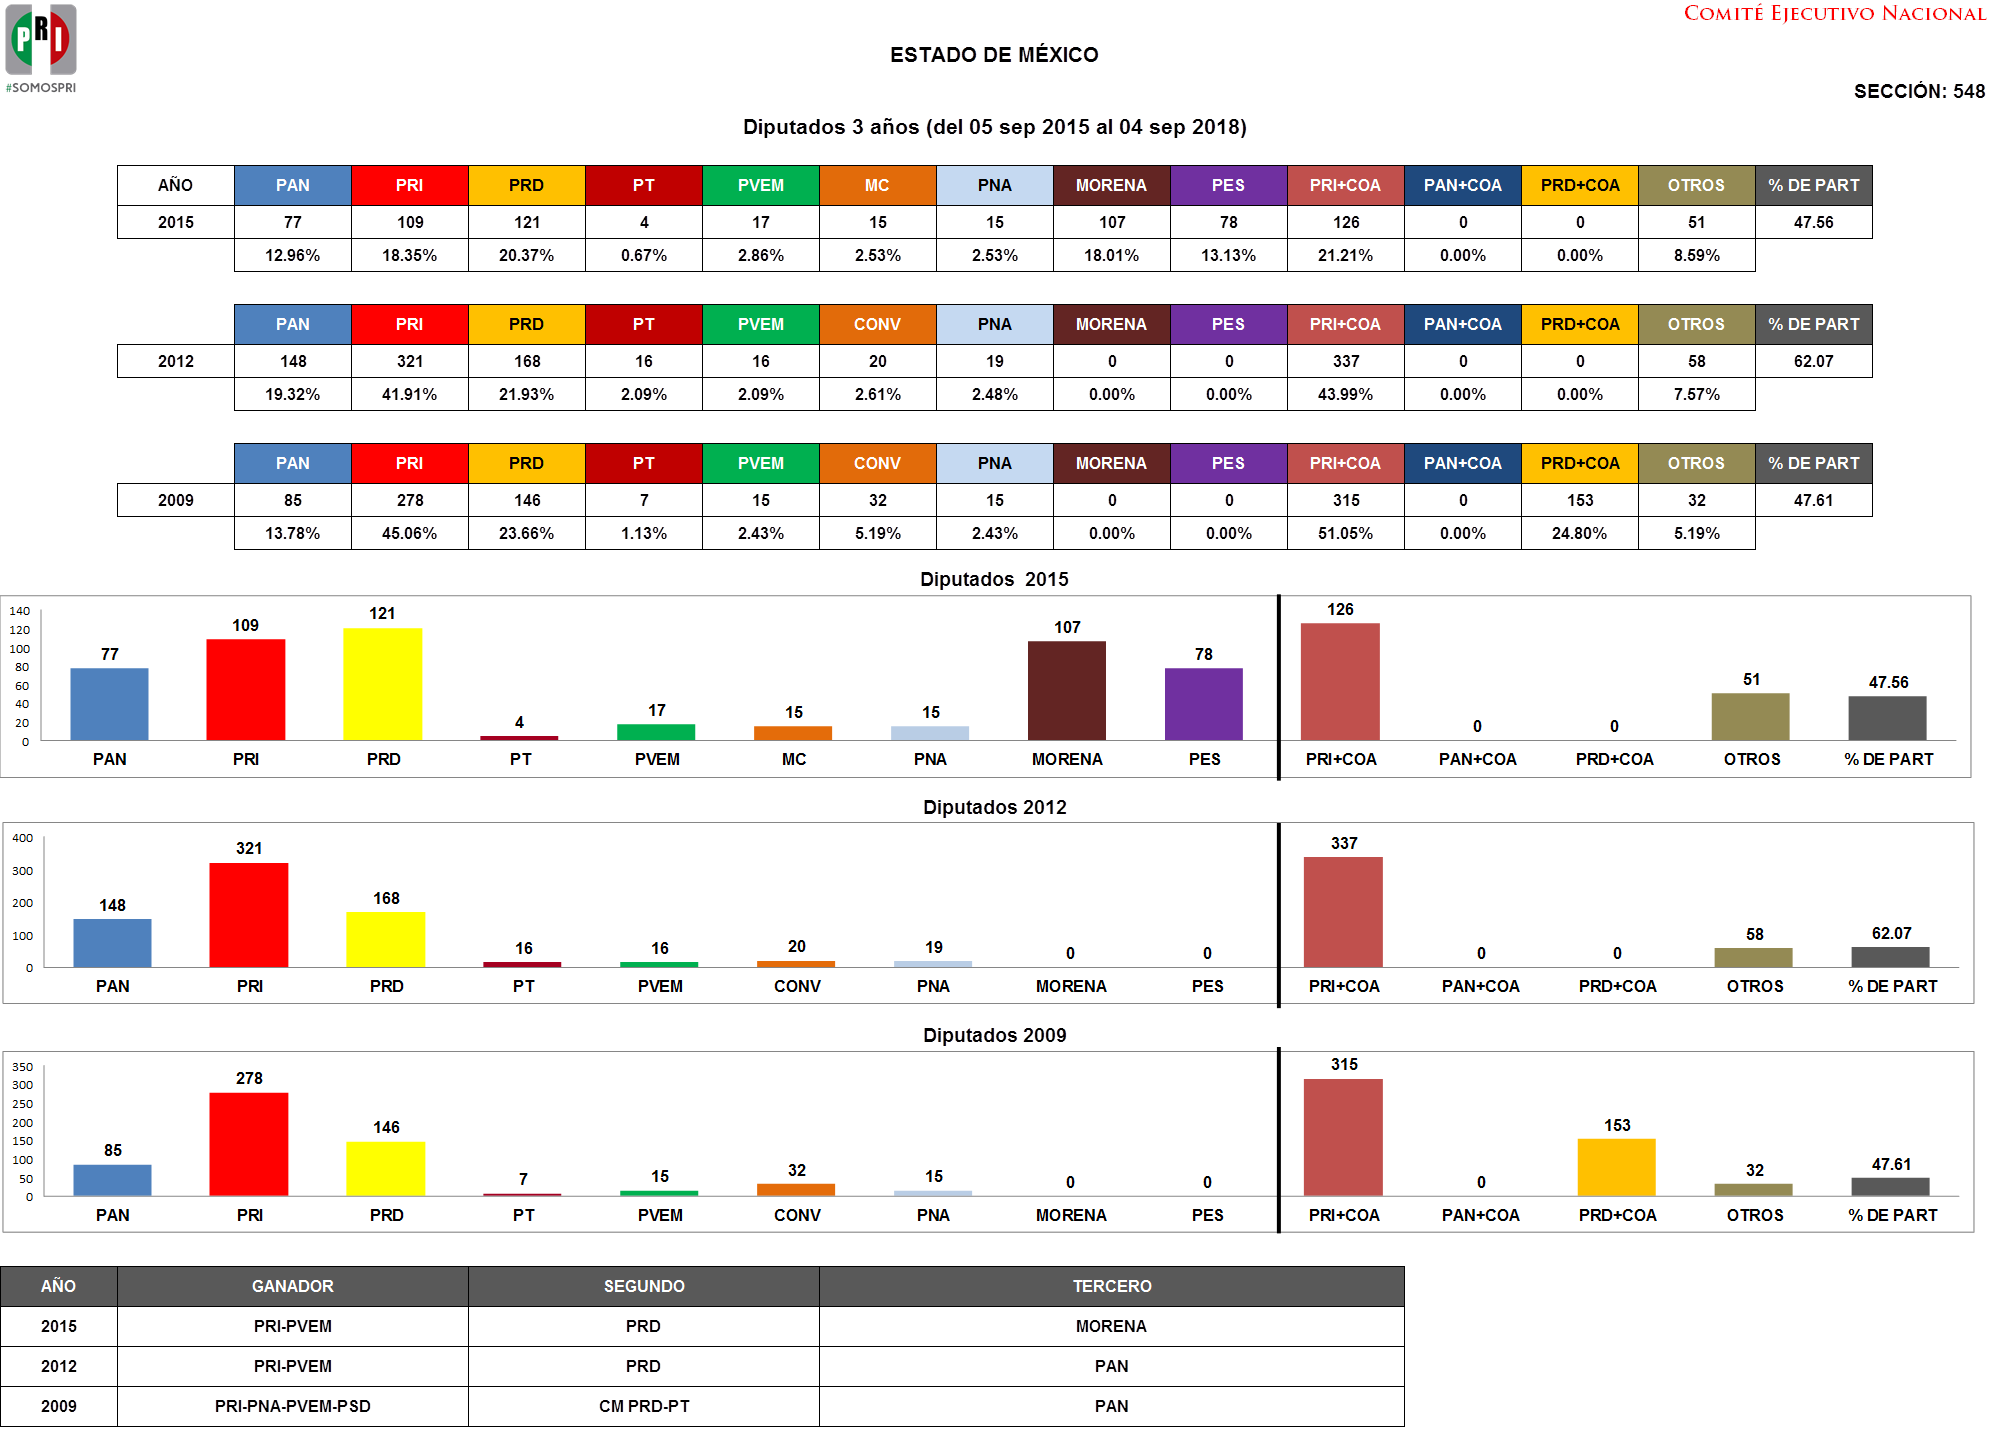 PRI
#SOMOSPRI
COMITÉ EJECUTIVO NACIONAL
ESTADO DE MÉXICO
SECCIÓN: 548
Diputados 3 años (del 05 sep 2015 al 04 sep 2018)
AÑO PAN PRI PRD PT PVEM MC PNA MORENA PES PRI+COA PAN+COA PRD+COA OTROS % DE PART
2015 77 109 121 4 17 15 15 107 78 126 0 0 51 47.56
12.96% 18.35% 20.37% 0.67% 2.86% 2.53% 2.53% 18.01% 13.13% 21.21% 0.00% 0.00% 8.59%
PAN PRI PRD PT PVEM CONV PNA MORENA PES PRI+COA PAN+COA PRD+COA OTROS % DE PART
2012 148 321 168 16 16 20 19 0 0 337 0 0 58 62.07
19.32% 41.91% 21.93% 2.09% 2.09% 2.61% 2.48% 0.00% 0.00% 43.99% 0.00% 0.00% 7.57%
PAN PRI PRD PT PVEM CONV PNA MORENA PES PRI+COA PAN+COA PRD+COA OTROS % DE PART
2009 85 278 146 7 15 32 15 0 0 315 0 153 32 47.61
13.78% 45.06% 23.66% 1.13% 2.43% 5.19% 2.43% 0.00% 0.00% 51.05% 0.00% 24.80% 5.19%
Diputados 2015
140
120
100
80
60
40
20
0
77 109 121 4 17 15 15 107 78 126 0 0 51 47.56
PAN PRI PRD PT PVEM MC PNA MORENA PES PRI+COA PAN+COA PRD+COA OTROS % DE PART
Diputados 2012
400
300
200
100
0
148 321 168 16 16 20 19 0 0 337 0 0 58 62.07
PAN PRI PRD PT PVEM CONV PNA MORENA PES PRI+COA PAN+COA PRD+COA OTROS % DE PART
Diputados 2009
350
300
250
200
150
100
50
0
85 278 146 7 15 32 15 0 0 315 0 153 32 47.61
PAN PRI PRD PT PVEM CONV PNA MORENA PES PRI+COA PAN+COA PRD+COA OTROS % DE PART
AÑO GANADOR SEGUNDO TERCERO
2015 PRI-PVEM PRD MORENA
2012 PRI-PVEM PRD PAN
2009 PRI-PNA-PVEM-PSD CM PRD-PT PAN